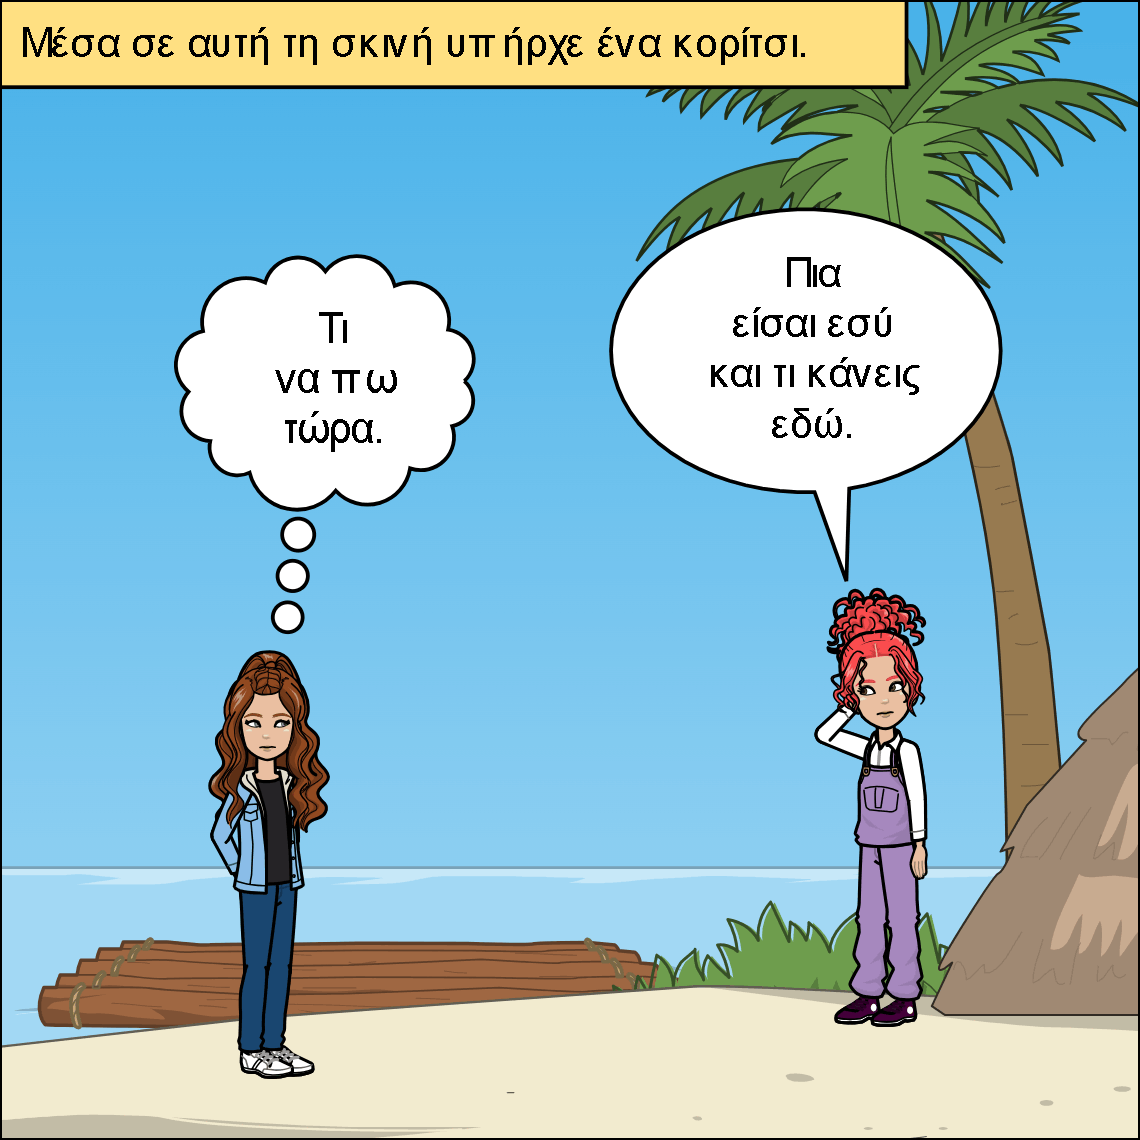 Μέσα σε αυτή τη σκινή υπήρχε ένα κορίτσι.
Τι
να πω
τώρα.
Πια
είσαι εσύ
και τι κάνεις
εδώ.